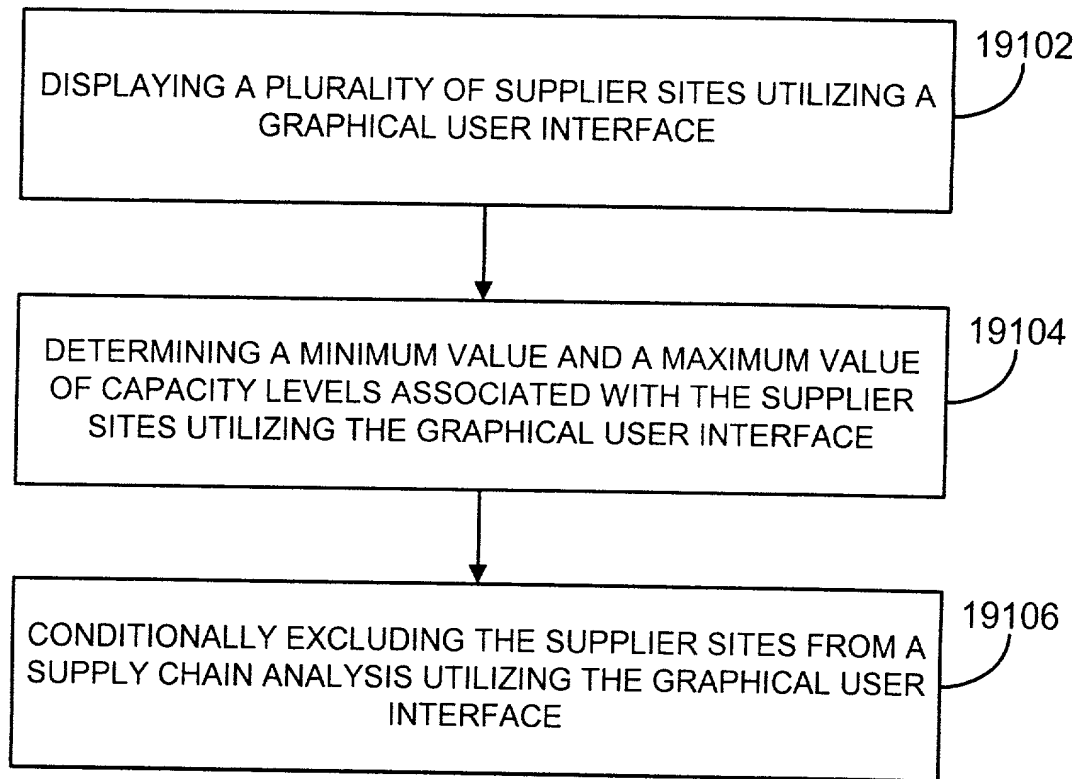 19102
DISPLAYING A PLURALITY OF SUPPLIER SITES UTILIZING A
GRAPHICAL USER INTERFACE
19104
DETERMINING A MINIMUM VALUE AND A MAXIMUM VALUE
OF CAPACITY LEVELS ASSOCIATED WITH THE SUPPLIER
SITES UTILIZING THE GRAPHICAL USER INTERFACE
19106
CONDITIONALLY EXCLUDING THE SUPPLIER SITES FROM A
SUPPLY CHAIN ANALYSIS UTILIZING THE GRAPHICAL USER
INTERFACE